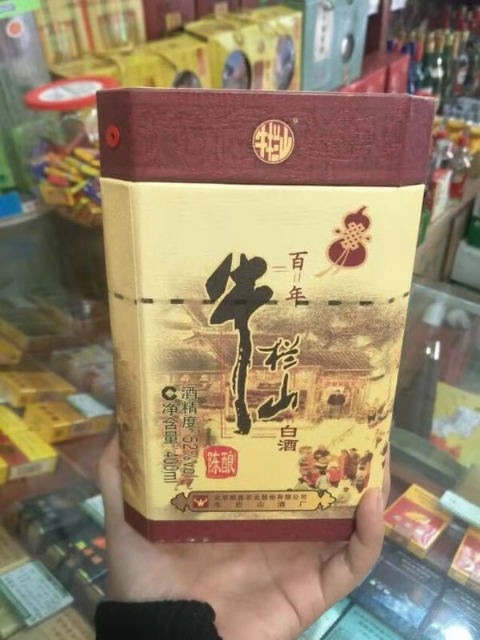 牛栏山
百年
牛栏山
白酒
陈酿
酒精度:52%vol
净含量:400ml
北京顺鑫农业股份有限公司
牛栏山酒厂